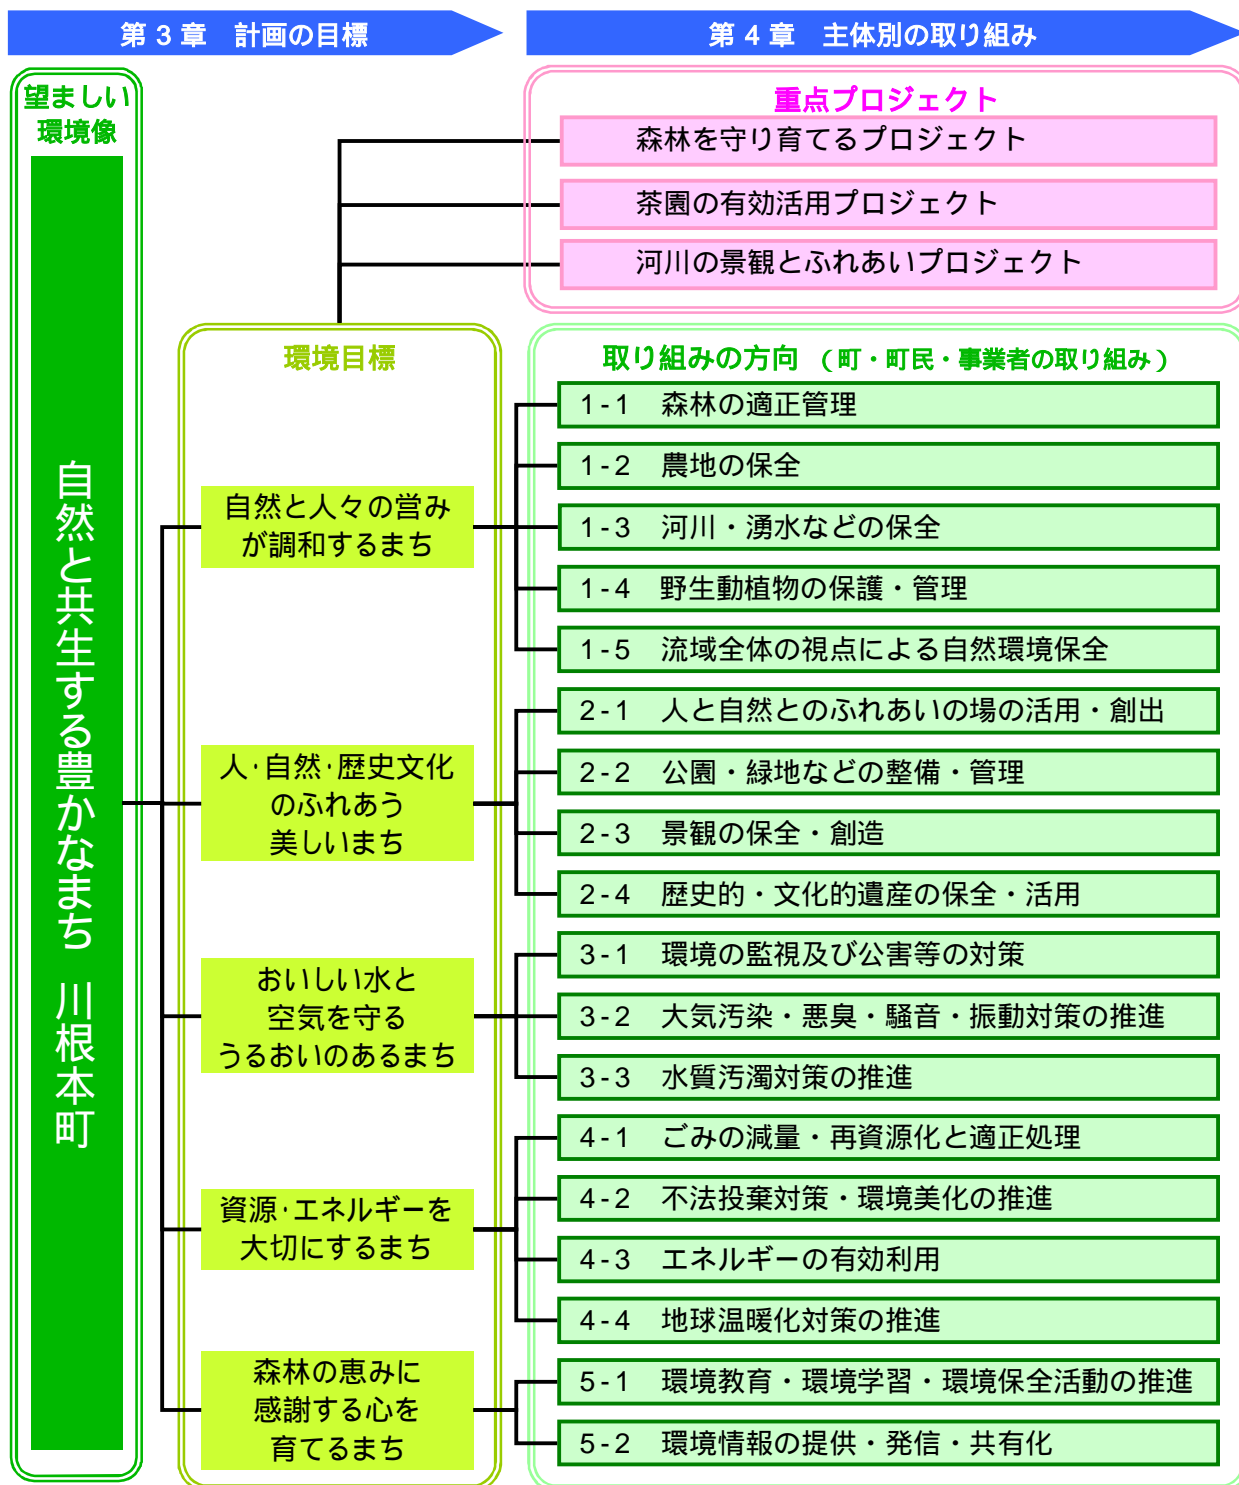 第3章 計画の目標
第4章 主体別の取り組み
望ましい
環境像
自然と共生する豊かなまち 川根本町
重点プロジェクト
森林を守り育てるプロジェクト
茶園の有効活用プロジェクト
河川の景観とふれあいプロジェクト
環境目標
自然と人々の営み
が調和するまち
人・自然・歴史文化
のふれあう
美しいまち
おいしい水と
空気を守る
うるおいのあるまち
資源・エネルギーを
大切にするまち
森林の恵みに
感謝する心を
育てるまち
取り組みの方向 (町・町民・事業者の取り組み)
1-1 森林の適正管理
1-2 農地の保全
1-3 河川・湧水などの保全
1-4 野生動植物の保護・管理
1-5 流域全体の視点による自然環境保全
2-1 人と自然とのふれあいの場の活用・創出
2-2 公園・緑地などの整備・管理
2-3 景観の保全・創造
2-4 歴史的・文化的遺産の保全・活用
3-1 環境の監視及び公害等の対策
3-2 大気汚染・悪臭・騒音・振動対策の推進
3-3 水質汚濁対策の推進
4-1 ごみの減量・再資源化と適正処理
4-2 不法投棄対策・環境美化の推進
4-3 エネルギーの有効利用
4-4 地球温暖化対策の推進
5-1 環境教育・環境学習・環境保全活動の推進
5-2 環境情報の提供・発信・共有化